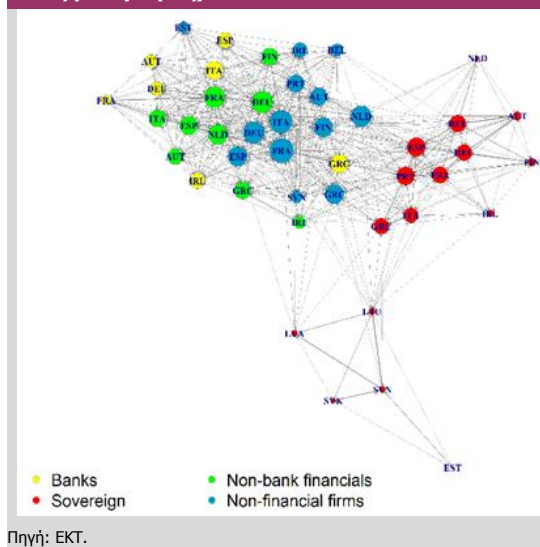 EST
ESP
AUT
FIN
IRL
BEL
NLD
ITA
DEU
PRT
FRA
FRA
DEU
AUT
ITA
ESP
NLD
DEU
ITA
FIN
NLD
AUT
ESP
FRA
GRC
ESP
PRT
FRA
FIN
IRL
GRC
SVN
GRC
IRL
GRC
ITA
IRL
LTU
LVA
SVN
SVK
EST
Banks
Non-bank financials
Sovereign
Non-financial firms
Πηγή: ΕΚΤ.